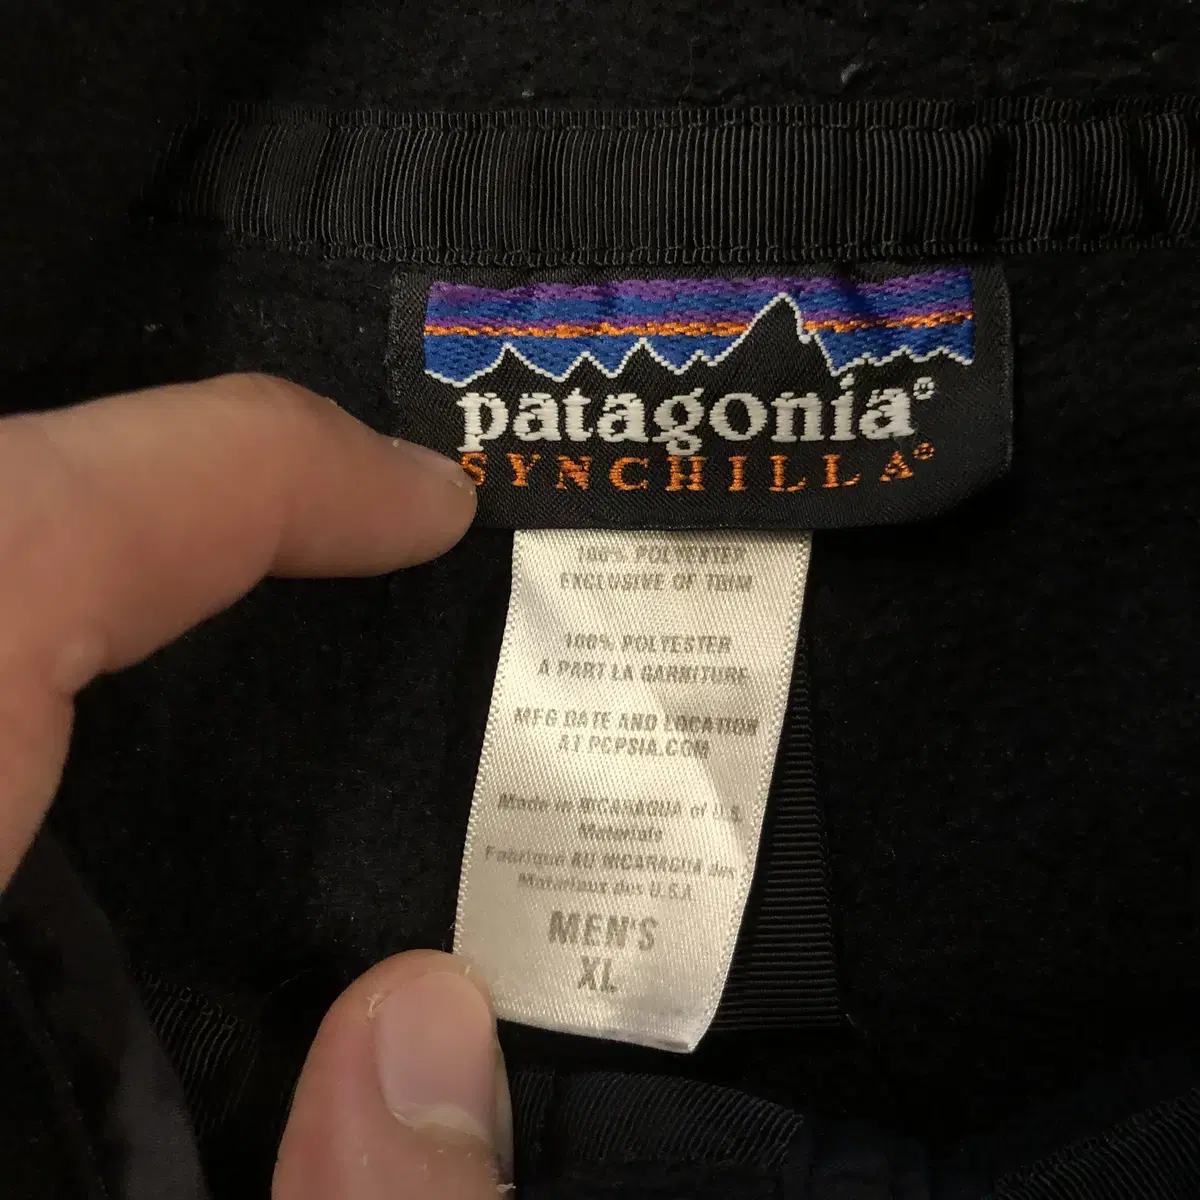 patagonia®
SYNCHILLA®
100% POLYESTER
EXCLUSIVE OF TRIM
100% POLYESTER
A PART LA GARNITURE
MFG DATE AND LOCATION
AT PCPSIA.COM
Made in NICARAGUA of U.S.
Materials
Fabrique AU NICARAGUA des
Materiaux des U.S.A.
MEN'S
XL